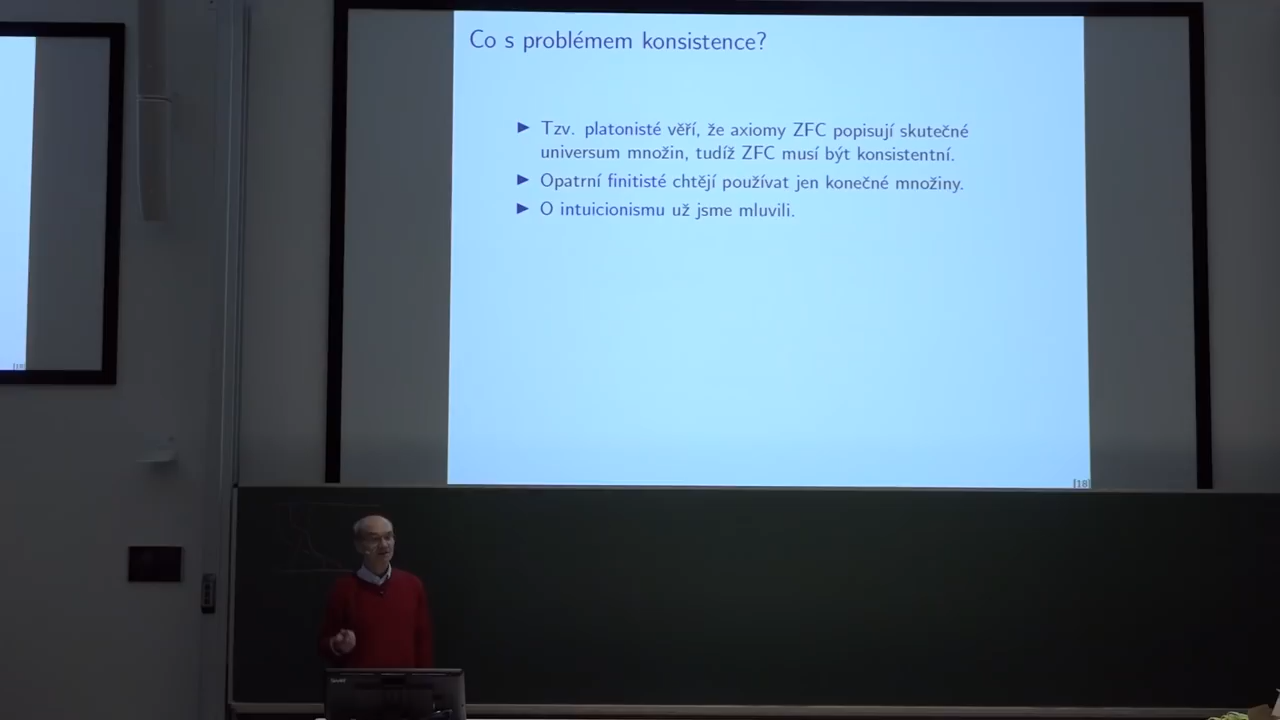 Co s problémem konsistence?
▶ Tzv. platonisté věří, že axiomy ZFC popisují skutečné
universum množin, tudíž ZFC musí být konsistentní.
▶ Opatrní finitisté chtějí používat jen konečné množiny.
▶ O intuicionismu už jsme mluvili.
[18]